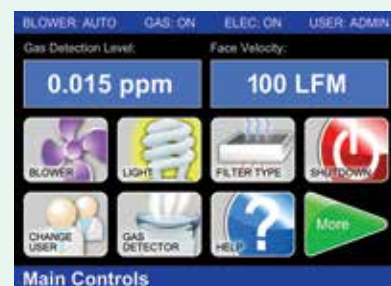 BLOWER: AUTO GAS: ON ELEC: ON USER: ADMIN
Gas Detection Level: Face Velocity:
0.015 ppm 100 LFM
BLOWER LIGHT FILTER TYPE SHUTDOWN
CHANGE USER GAS DETECTOR HELP More
Main Controls